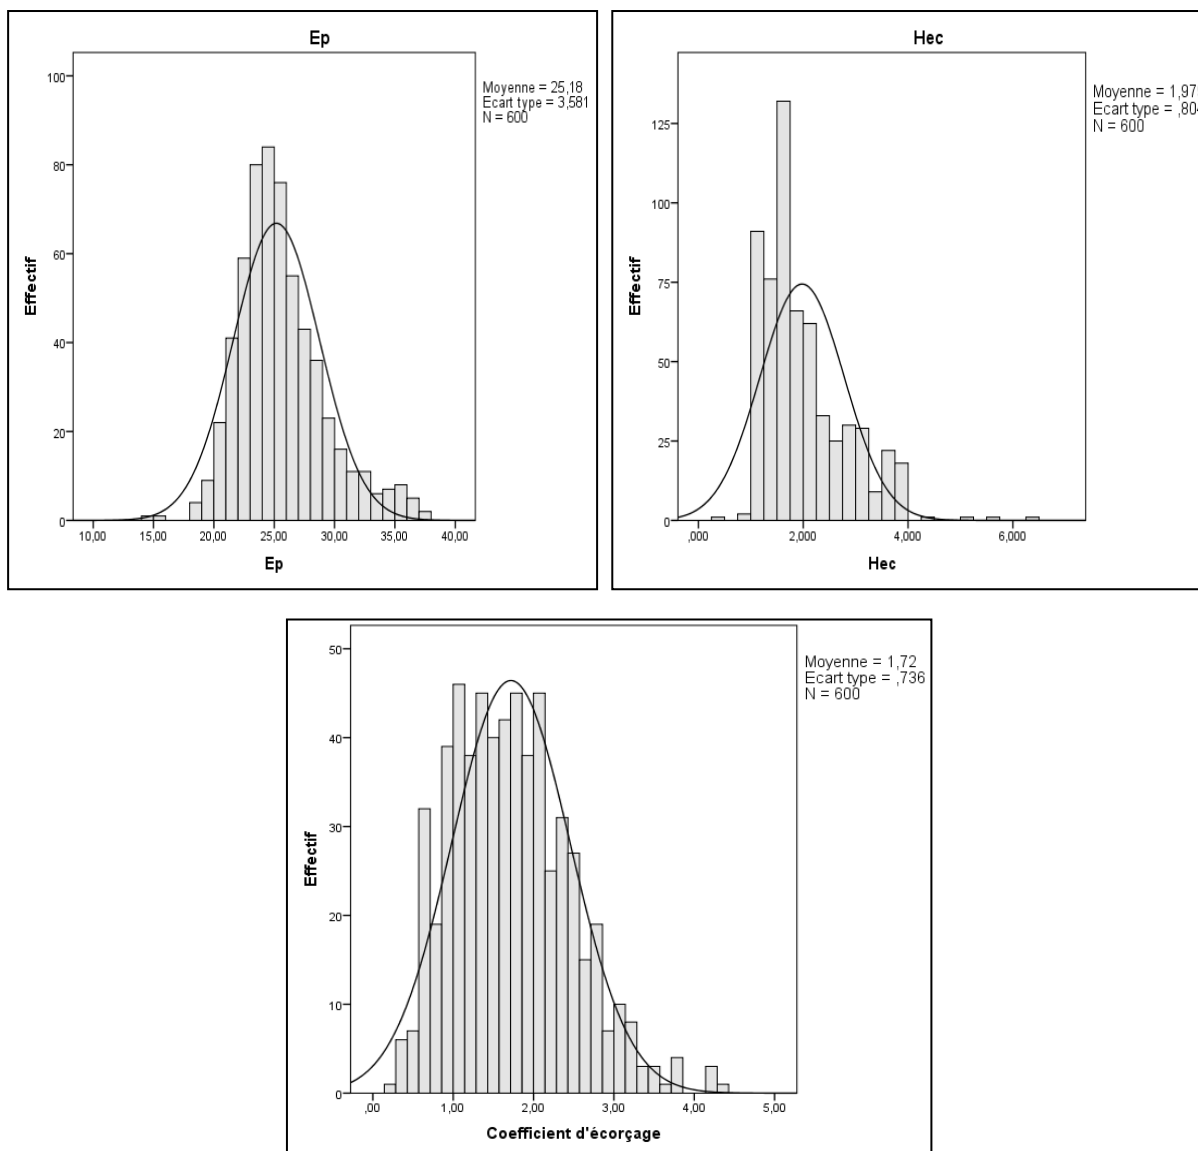 Ep
Moyenne = 25,18
Ecart type = 3,581
N = 600
Effectif
100
80
60
40
20
0
10,00 15,00 20,00 25,00 30,00 35,00 40,00
Ep
Hec
Moyenne = 1,97
Ecart type = ,80
N = 600
Effectif
125
100
75
50
25
0
,000 2,000 4,000 6,000
Hec
Moyenne = 1,72
Ecart type = ,736
N = 600
Effectif
50
40
30
20
10
0
,00 1,00 2,00 3,00 4,00 5,00
Coefficient d'écorçage